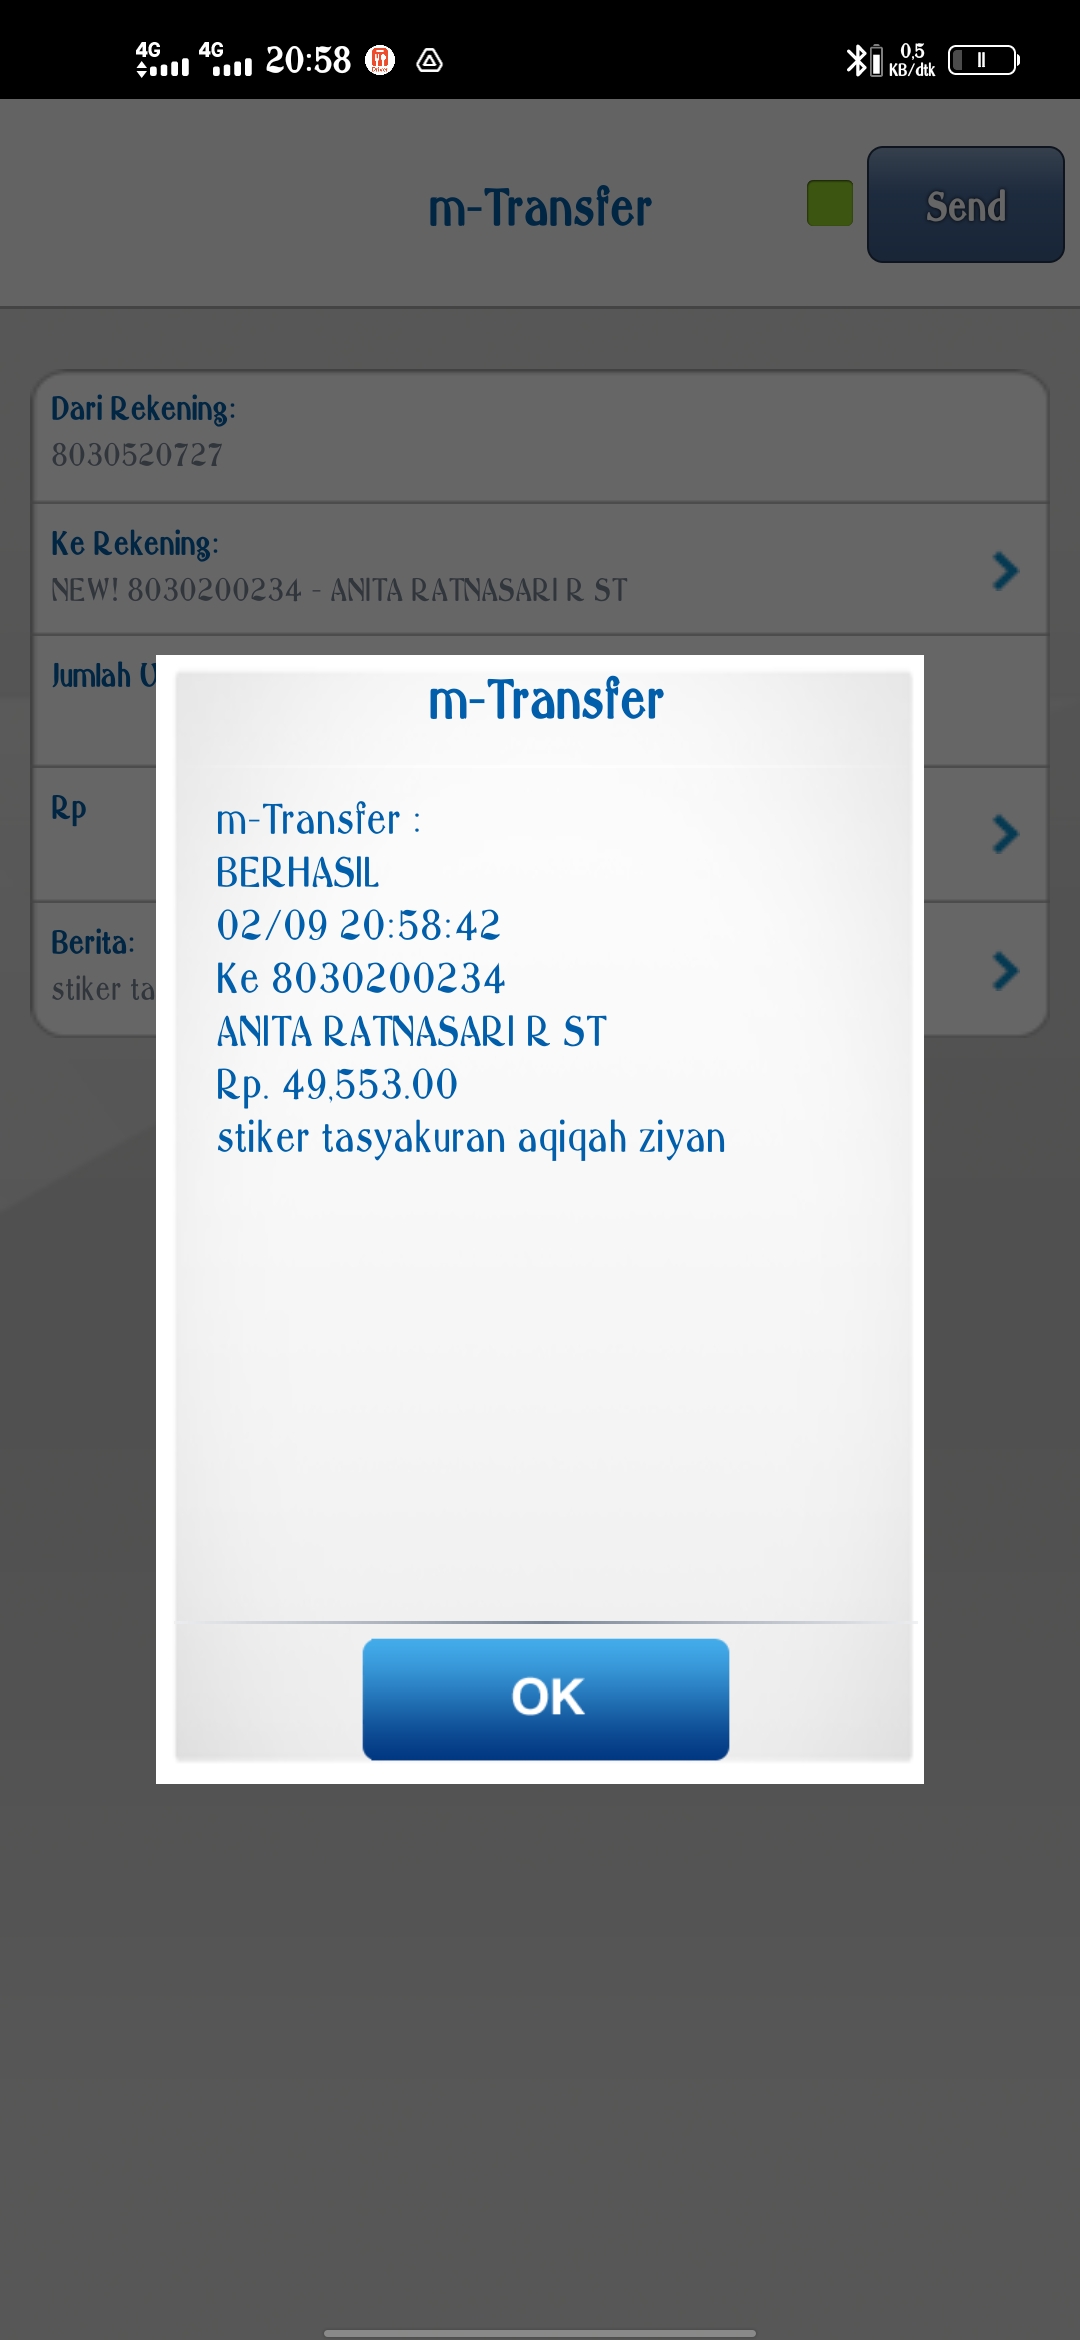 4G 4G 20:58 0,5
KB/dtk 11
m-Transfer Send
Dari Rekening:
8030520727
Ke Rekening:
NEW! 8030200234 - ANITA RATNASARI R ST
Jumlah U
Rp
Berita:
stiker ta
m-Transfer
m-Transfer :
BERHASIL
02/09 20:58:42
Ke 8030200234
ANITA RATNASARI R ST
Rp. 49,553.00
stiker tasyakuran aqiqah ziyan
OK